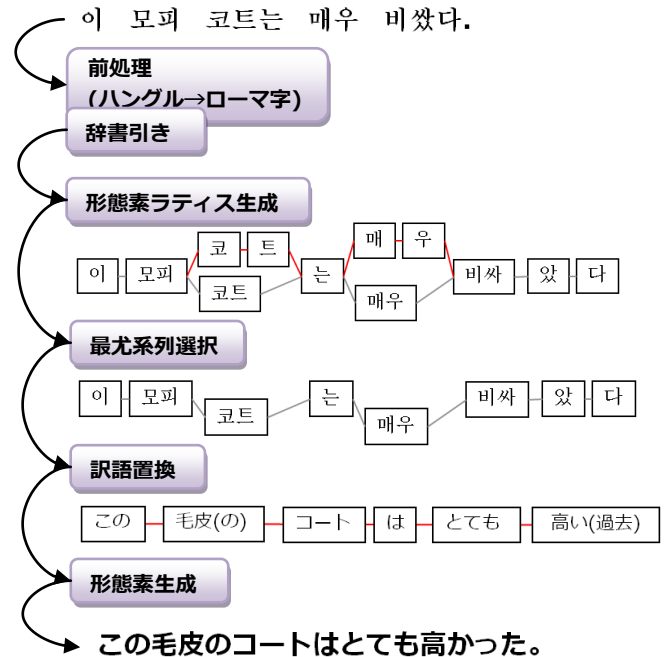 이 모피 코트는 매우 비쌌다.
前処理
(ハングル→ローマ字)
辞書引き
形態素ラティス生成
코 트 매 우
이 모피 는 비싸 았 다
코트 매우
最尤系列選択
이 모피 는 비싸 았 다
코트 매우
訳語置換
この 毛皮(の) コート は とても 高い(過去)
形態素生成
この毛皮のコートはとても高かった。